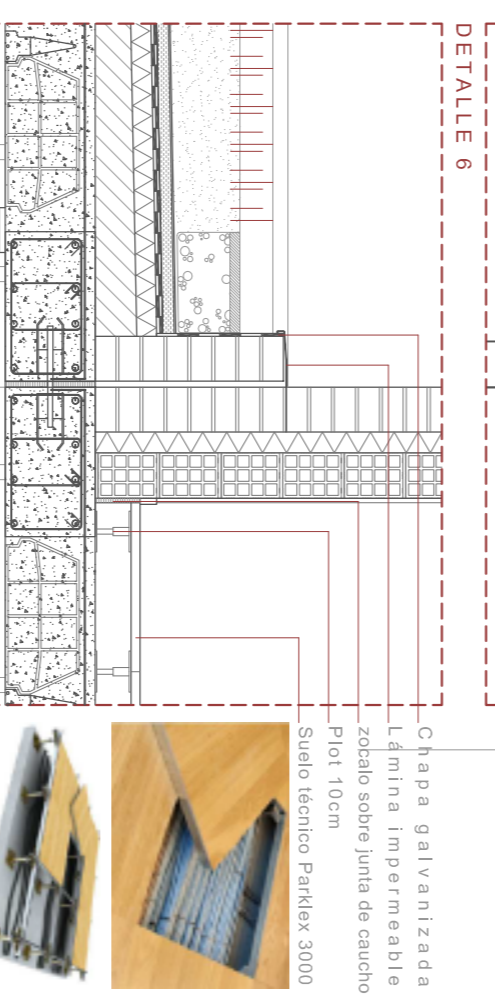 DETALLE 6
Chapa galvanizada
Lámina impermeable
zocalo sobre junta de caucho
Plot 10cm
Suelo técnico Parklex 3000